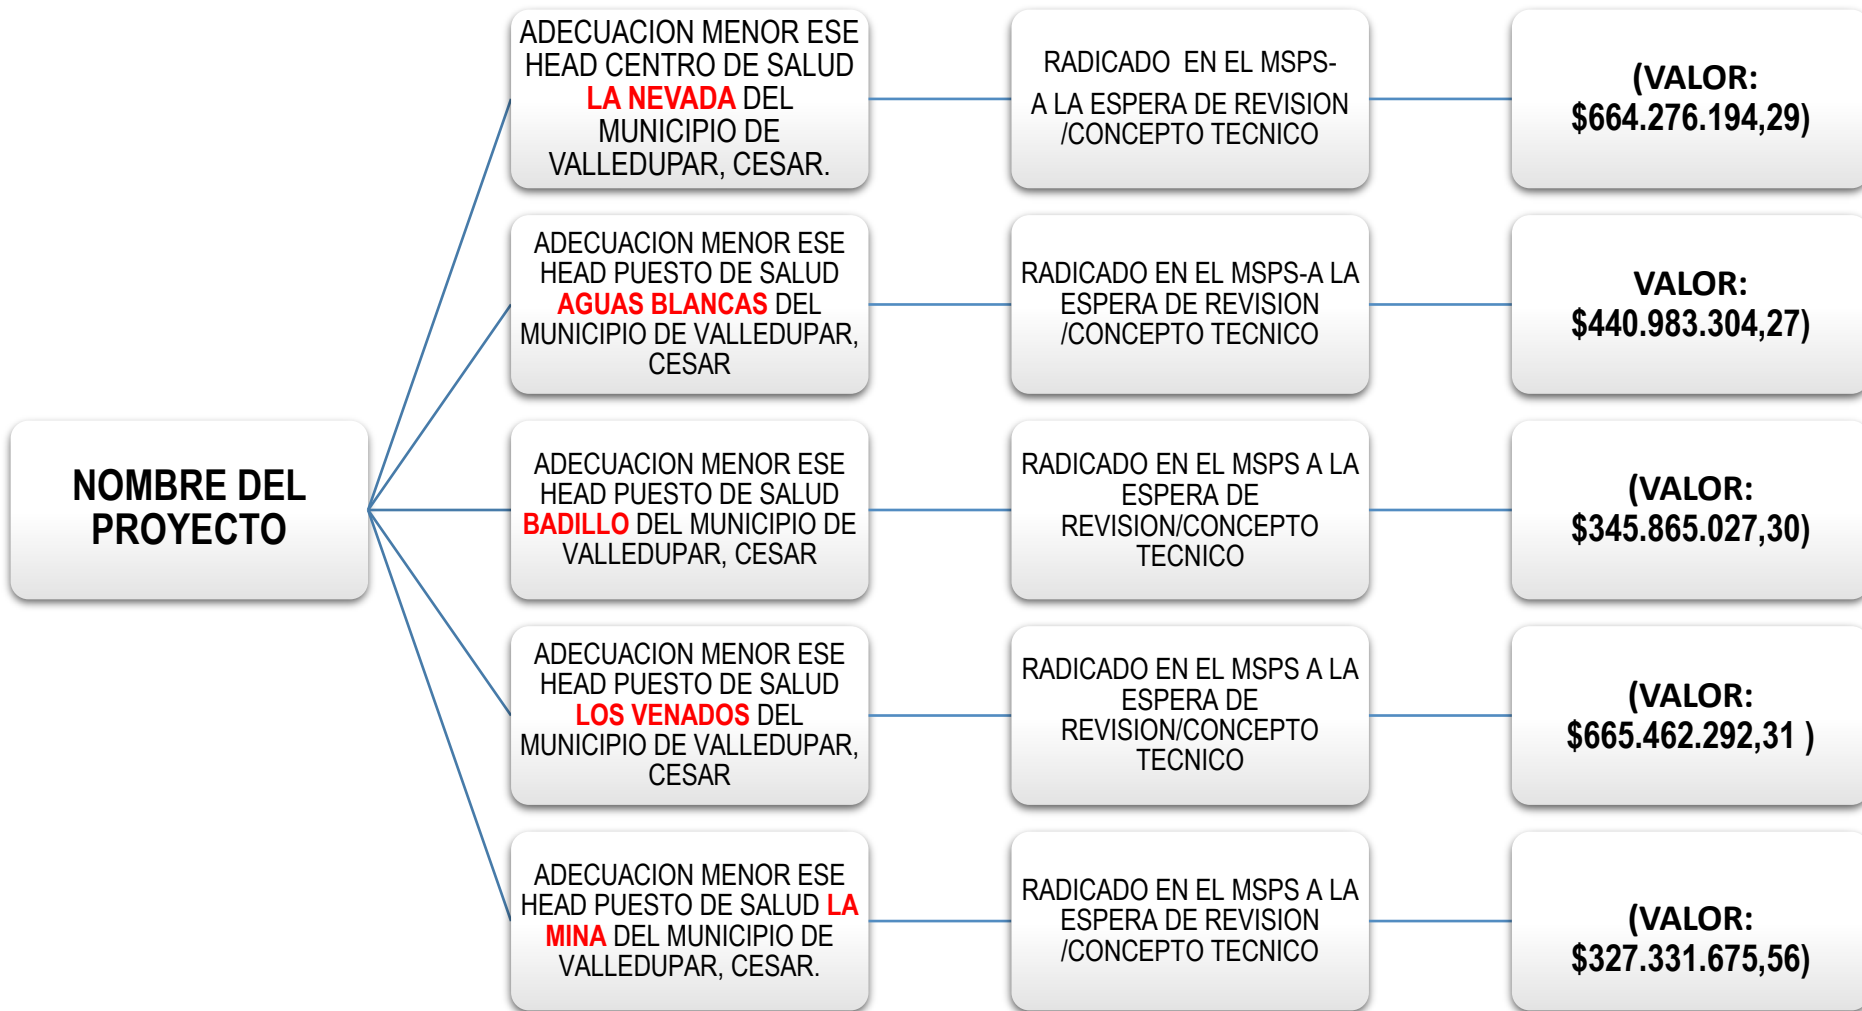 NOMBRE DEL
PROYECTO
ADECUACION MENOR ESE
HEAD CENTRO DE SALUD
LA NEVADA DEL
MUNICIPIO DE
VALLEDUPAR, CESAR.
RADICADO EN EL MSPS-
A LA ESPERA DE REVISION
/CONCEPTO TECNICO
(VALOR:
$664.276.194,29)
ADECUACION MENOR ESE
HEAD PUESTO DE SALUD
AGUAS BLANCAS DEL
MUNICIPIO DE VALLEDUPAR,
CESAR
RADICADO EN EL MSPS-A LA
ESPERA DE REVISION
/CONCEPTO TECNICO
VALOR:
$440.983.304,27)
ADECUACION MENOR ESE
HEAD PUESTO DE SALUD
BADILLO DEL MUNICIPIO DE
VALLEDUPAR, CESAR
RADICADO EN EL MSPS A LA
ESPERA DE
REVISION/CONCEPTO
TECNICO
(VALOR:
$345.865.027,30)
ADECUACION MENOR ESE
HEAD PUESTO DE SALUD
LOS VENADOS DEL
MUNICIPIO DE VALLEDUPAR,
CESAR
RADICADO EN EL MSPS A LA
ESPERA DE
REVISION/CONCEPTO
TECNICO
(VALOR:
$665.462.292,31 )
ADECUACION MENOR ESE
HEAD PUESTO DE SALUD LA
MINA DEL MUNICIPIO DE
VALLEDUPAR, CESAR.
RADICADO EN EL MSPS A LA
ESPERA DE REVISION
/CONCEPTO TECNICO
(VALOR:
$327.331.675,56)